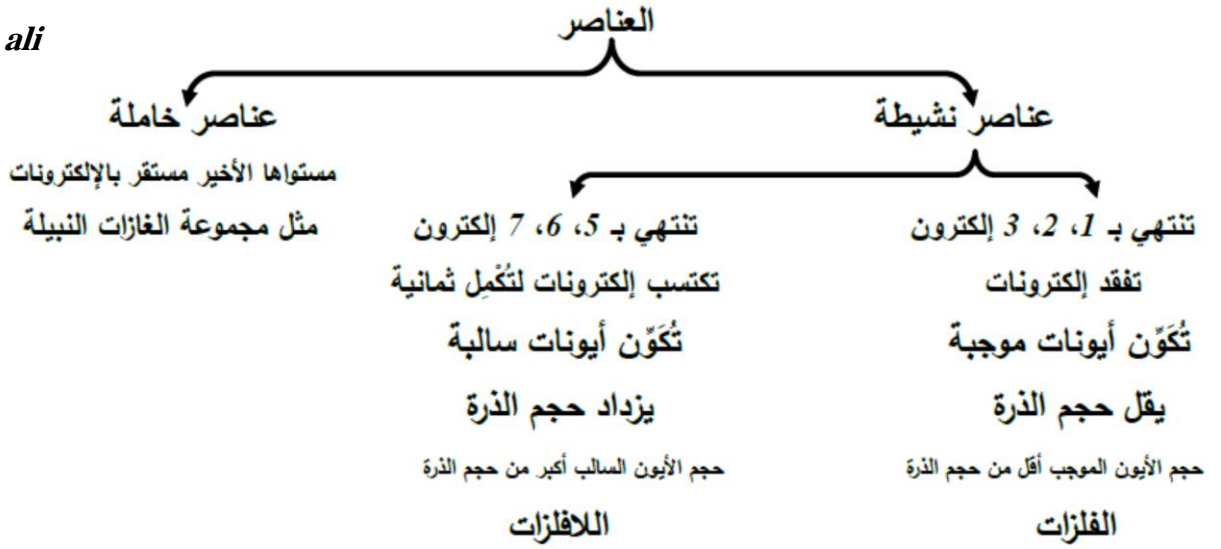 ali
العناصر
عناصر نشيطة
عناصر خاملة
تنتهي بـ 1، 2، 3 إلكترون
تفقد إلكترونات
تُكَوِّن أيونات موجبة
يقل حجم الذرة
حجم الأيون الموجب أقل من حجم الذرة
الفلزات
تنتهي بـ 5، 6، 7 إلكترون
تكتسب إلكترونات لتُكْمِل ثمانية
تُكَوِّن أيونات سالبة
يزداد حجم الذرة
حجم الأيون السالب أكبر من حجم الذرة
اللافلزات
مستواها الأخير مستقر بالإلكترونات
مثل مجموعة الغازات النبيلة